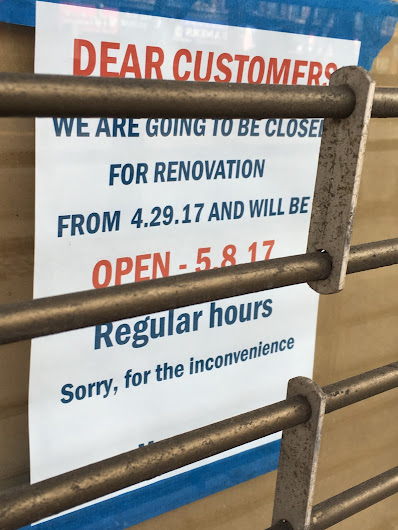 DEAR CUSTOMERS
WE ARE GOING TO BE CLOSED
FOR RENOVATION
FROM 4.29.17 AND WILL BE
OPEN - 5.8.17
Regular hours
Sorry, for the inconvenience